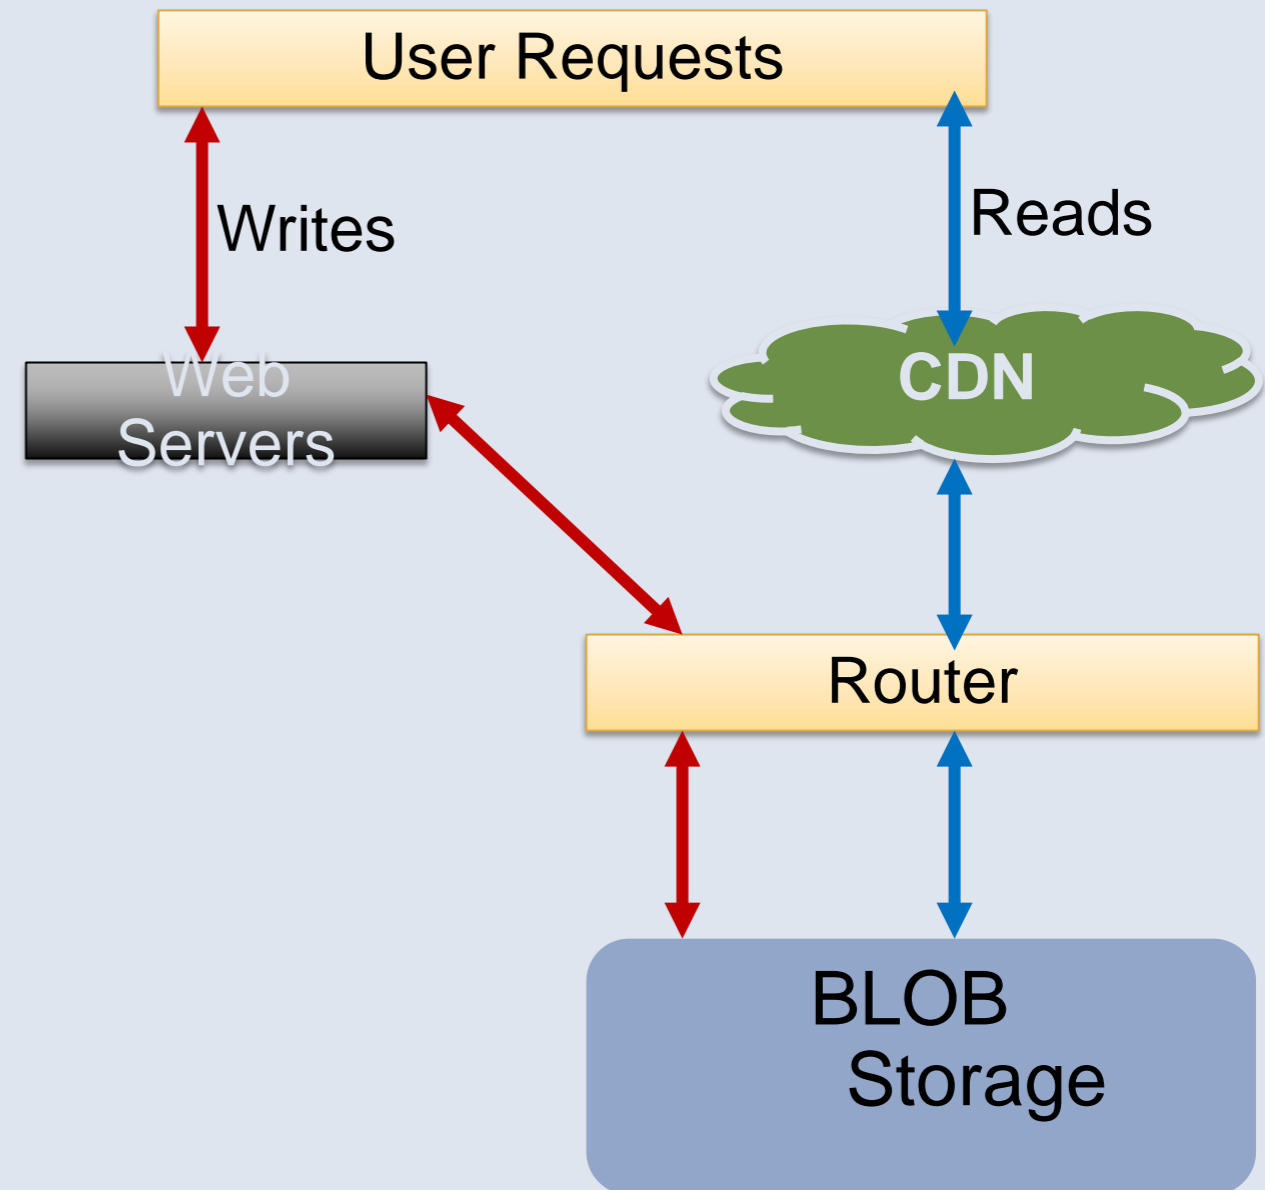 User Requests
Writes
Reads
Web
Servers
CDN
Router
BLOB
Storage